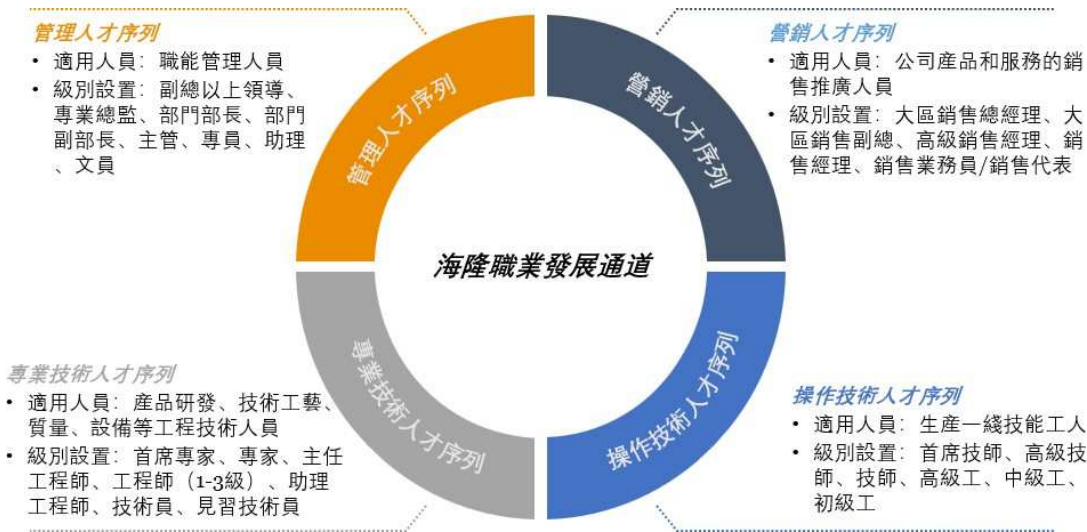 管理人才序列
• 適用人員：職能管理人員
• 級別設置：副總以上領導、
專業總監、部門部長、部門
副部長、主管、專員、助理
、文員
營銷人才序列
• 適用人員：公司產品和服務的銷
售推廣人員
• 級別設置：大區銷售總經理、大
區銷售副總、高級銷售經理、銷
售經理、銷售業務員/銷售代表
管理人才序列
營銷人才序列
海隆職業發展通道
專業技術人才序列
操作技術人才序列
專業技術人才序列
• 適用人員：産品研發、技術工藝、
質量、設備等工程技術人員
• 級別設置：首席專家、專家、主任
工程師、工程師（1-3級）、助理
工程師、技術員、見習技術員
操作技術人才序列
• 適用人員：生産一綫技能工人
• 級別設置：首席技師、高級技
師、技師、高級工、中級工、
初級工